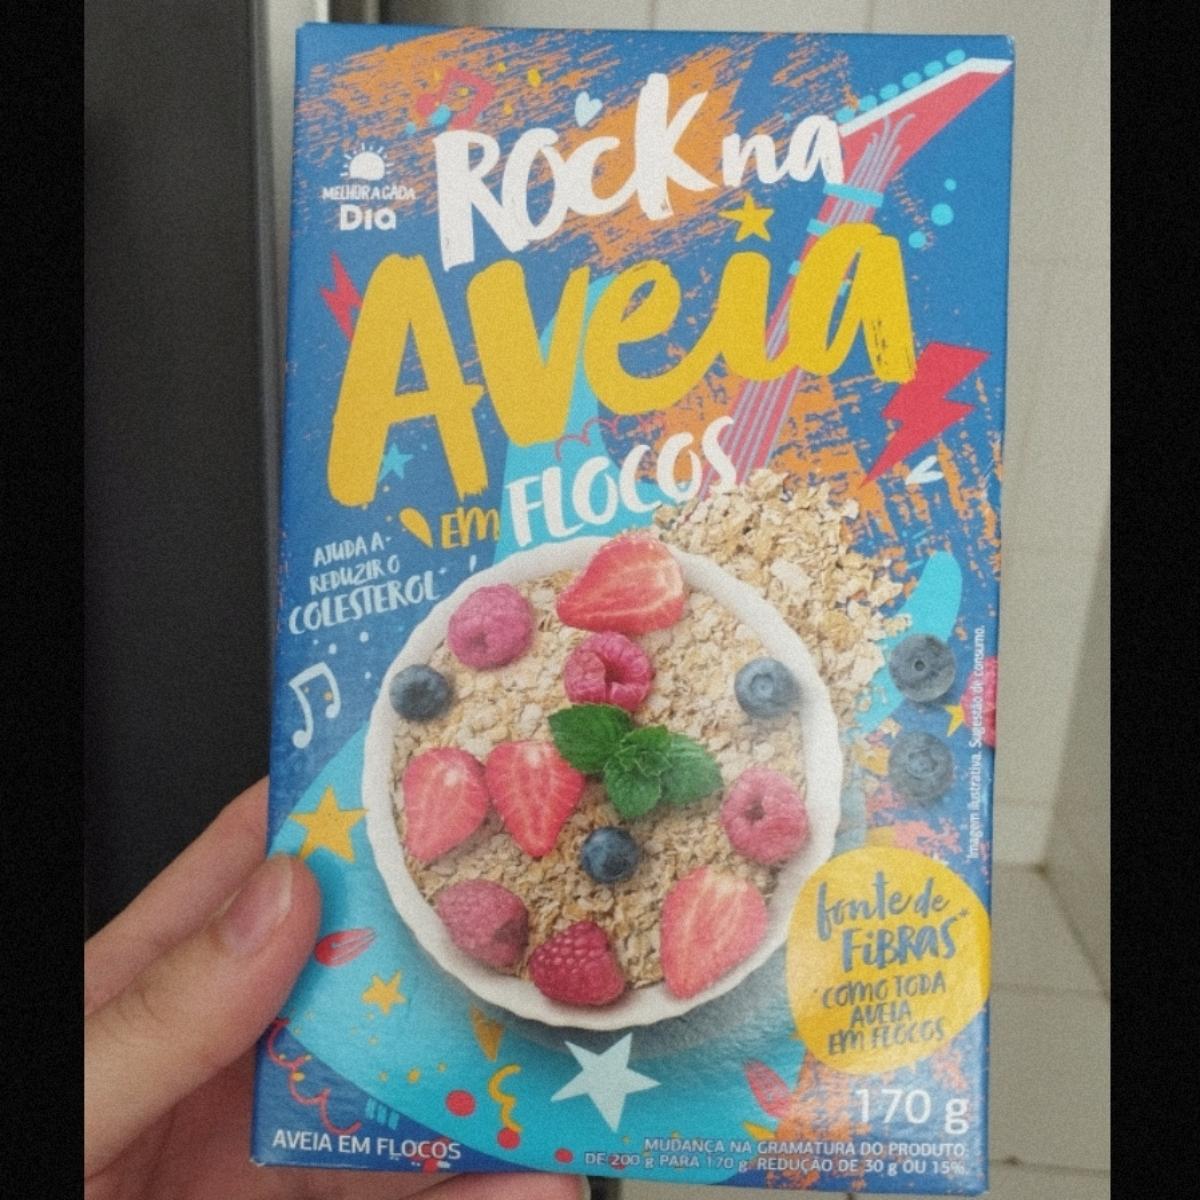 ROCK na
MELHOR A CADA
Dia
AVEIA
EM FLOCOS
AJUDA A
REDUZIR O
COLESTEROL
*Imagem ilustrativa. Sugestão de consumo.
fonte de
FIBRAS*
COMO TODA
AVEIA
EM FLOCOS
170 g
AVEIA EM FLOCOS
MUDANÇA NA GRAMATURA DO PRODUTO
DE 200 g PARA 170 g. REDUÇÃO DE 30 g OU 15%.